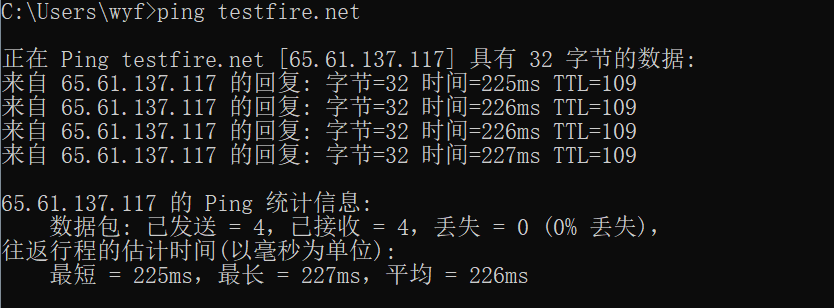 C:\Users\wyf>ping testfire.net
正在 Ping testfire.net [65.61.137.117] 具有 32 字节的数据:
来自 65.61.137.117 的回复: 字节=32 时间=225ms TTL=109
来自 65.61.137.117 的回复: 字节=32 时间=226ms TTL=109
来自 65.61.137.117 的回复: 字节=32 时间=226ms TTL=109
来自 65.61.137.117 的回复: 字节=32 时间=227ms TTL=109
65.61.137.117 的 Ping 统计信息:
数据包: 已发送 = 4，已接收 = 4，丢失 = 0 (0% 丢失)，
往返行程的估计时间(以毫秒为单位):
最短 = 225ms，最长 = 227ms，平均 = 226ms